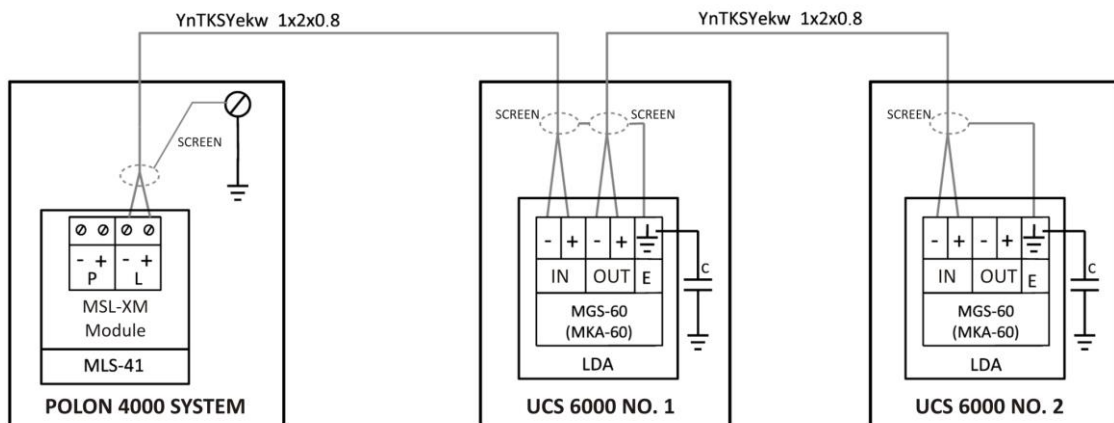 YnTKSYekw 1x2x0.8
YnTKSYekw 1x2x0.8
SCREEN
SCREEN
SCREEN
SCREEN
- + - +
P L
MSL-XM
Module
MLS-41
POLON 4000 SYSTEM
- + - +
IN OUT E
C
MGS-60
(MKA-60)
LDA
UCS 6000 NO. 1
- + - +
IN OUT E
C
MGS-60
(MKA-60)
LDA
UCS 6000 NO. 2